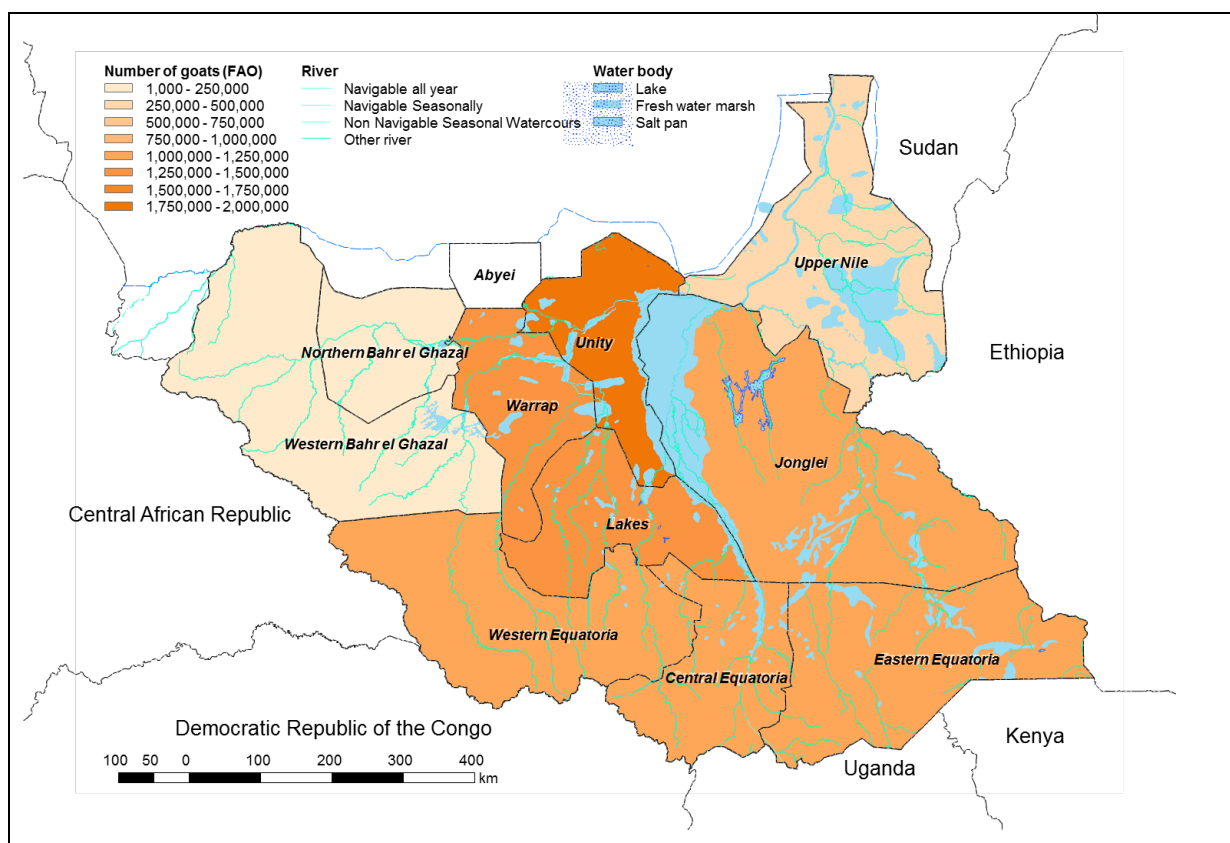 Number of goats (FAO)
1,000 - 250,000
250,000 - 500,000
500,000 - 750,000
750,000 - 1,000,000
1,000,000 - 1,250,000
1,250,000 - 1,500,000
1,500,000 - 1,750,000
1,750,000 - 2,000,000
River
Navigable all year
Navigable Seasonally
Non Navigable Seasonal Watercours
Other river
Water body
Lake
Fresh water marsh
Salt pan
Sudan
Upper Nile
Abyei
Ethiopia
Unity
Northern Bahr el Ghazal
Warrap
Western Bahr el Ghazal
Jonglei
Central African Republic
Lakes
Western Equatoria
Eastern Equatoria
Central Equatoria
Democratic Republic of the Congo
Kenya
Uganda
100 50 0 100 200 300 400
km